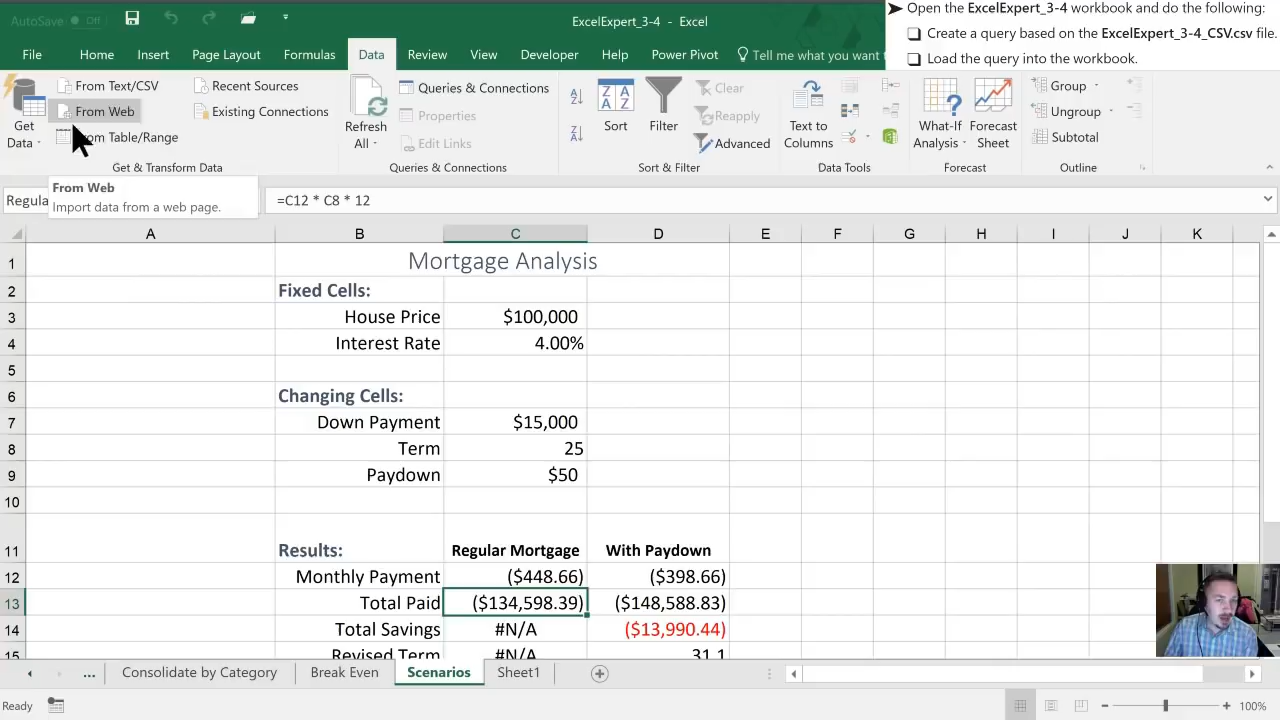 AutoSave Off
ExcelExpert_3-4 - Excel
Open the ExcelExpert_3-4 workbook and do the following:
Create a query based on the ExcelExpert_3-4_CSV.csv file.
Load the query into the workbook.
File Home Insert Page Layout Formulas Data Review View Developer Help Power Pivot Tell me what you want
Get Data
From Text/CSV
From Web
From Table/Range
Recent Sources
Existing Connections
Get & Transform Data
Refresh All
Queries & Connections
Properties
Edit Links
Queries & Connections
Sort
Filter
Clear
Reapply
Advanced
Sort & Filter
Text to Columns
Data Tools
What-If Analysis
Forecast Sheet
Forecast
Group
Ungroup
Subtotal
Outline
From Web
Import data from a web page.
Regula
=C12 * C8 * 12
A B C D E F G H I J K
1 Mortgage Analysis
2 Fixed Cells:
3 House Price $100,000
4 Interest Rate 4.00%
5
6 Changing Cells:
7 Down Payment $15,000
8 Term 25
9 Paydown $50
10
11 Results: Regular Mortgage With Paydown
12 Monthly Payment ($448.66) ($398.66)
13 Total Paid ($134,598.39) ($148,588.83)
14 Total Savings #N/A ($13,990.44)
15 Revised Term #N/A 31.1
... Consolidate by Category Break Even Scenarios Sheet1
Ready
100%